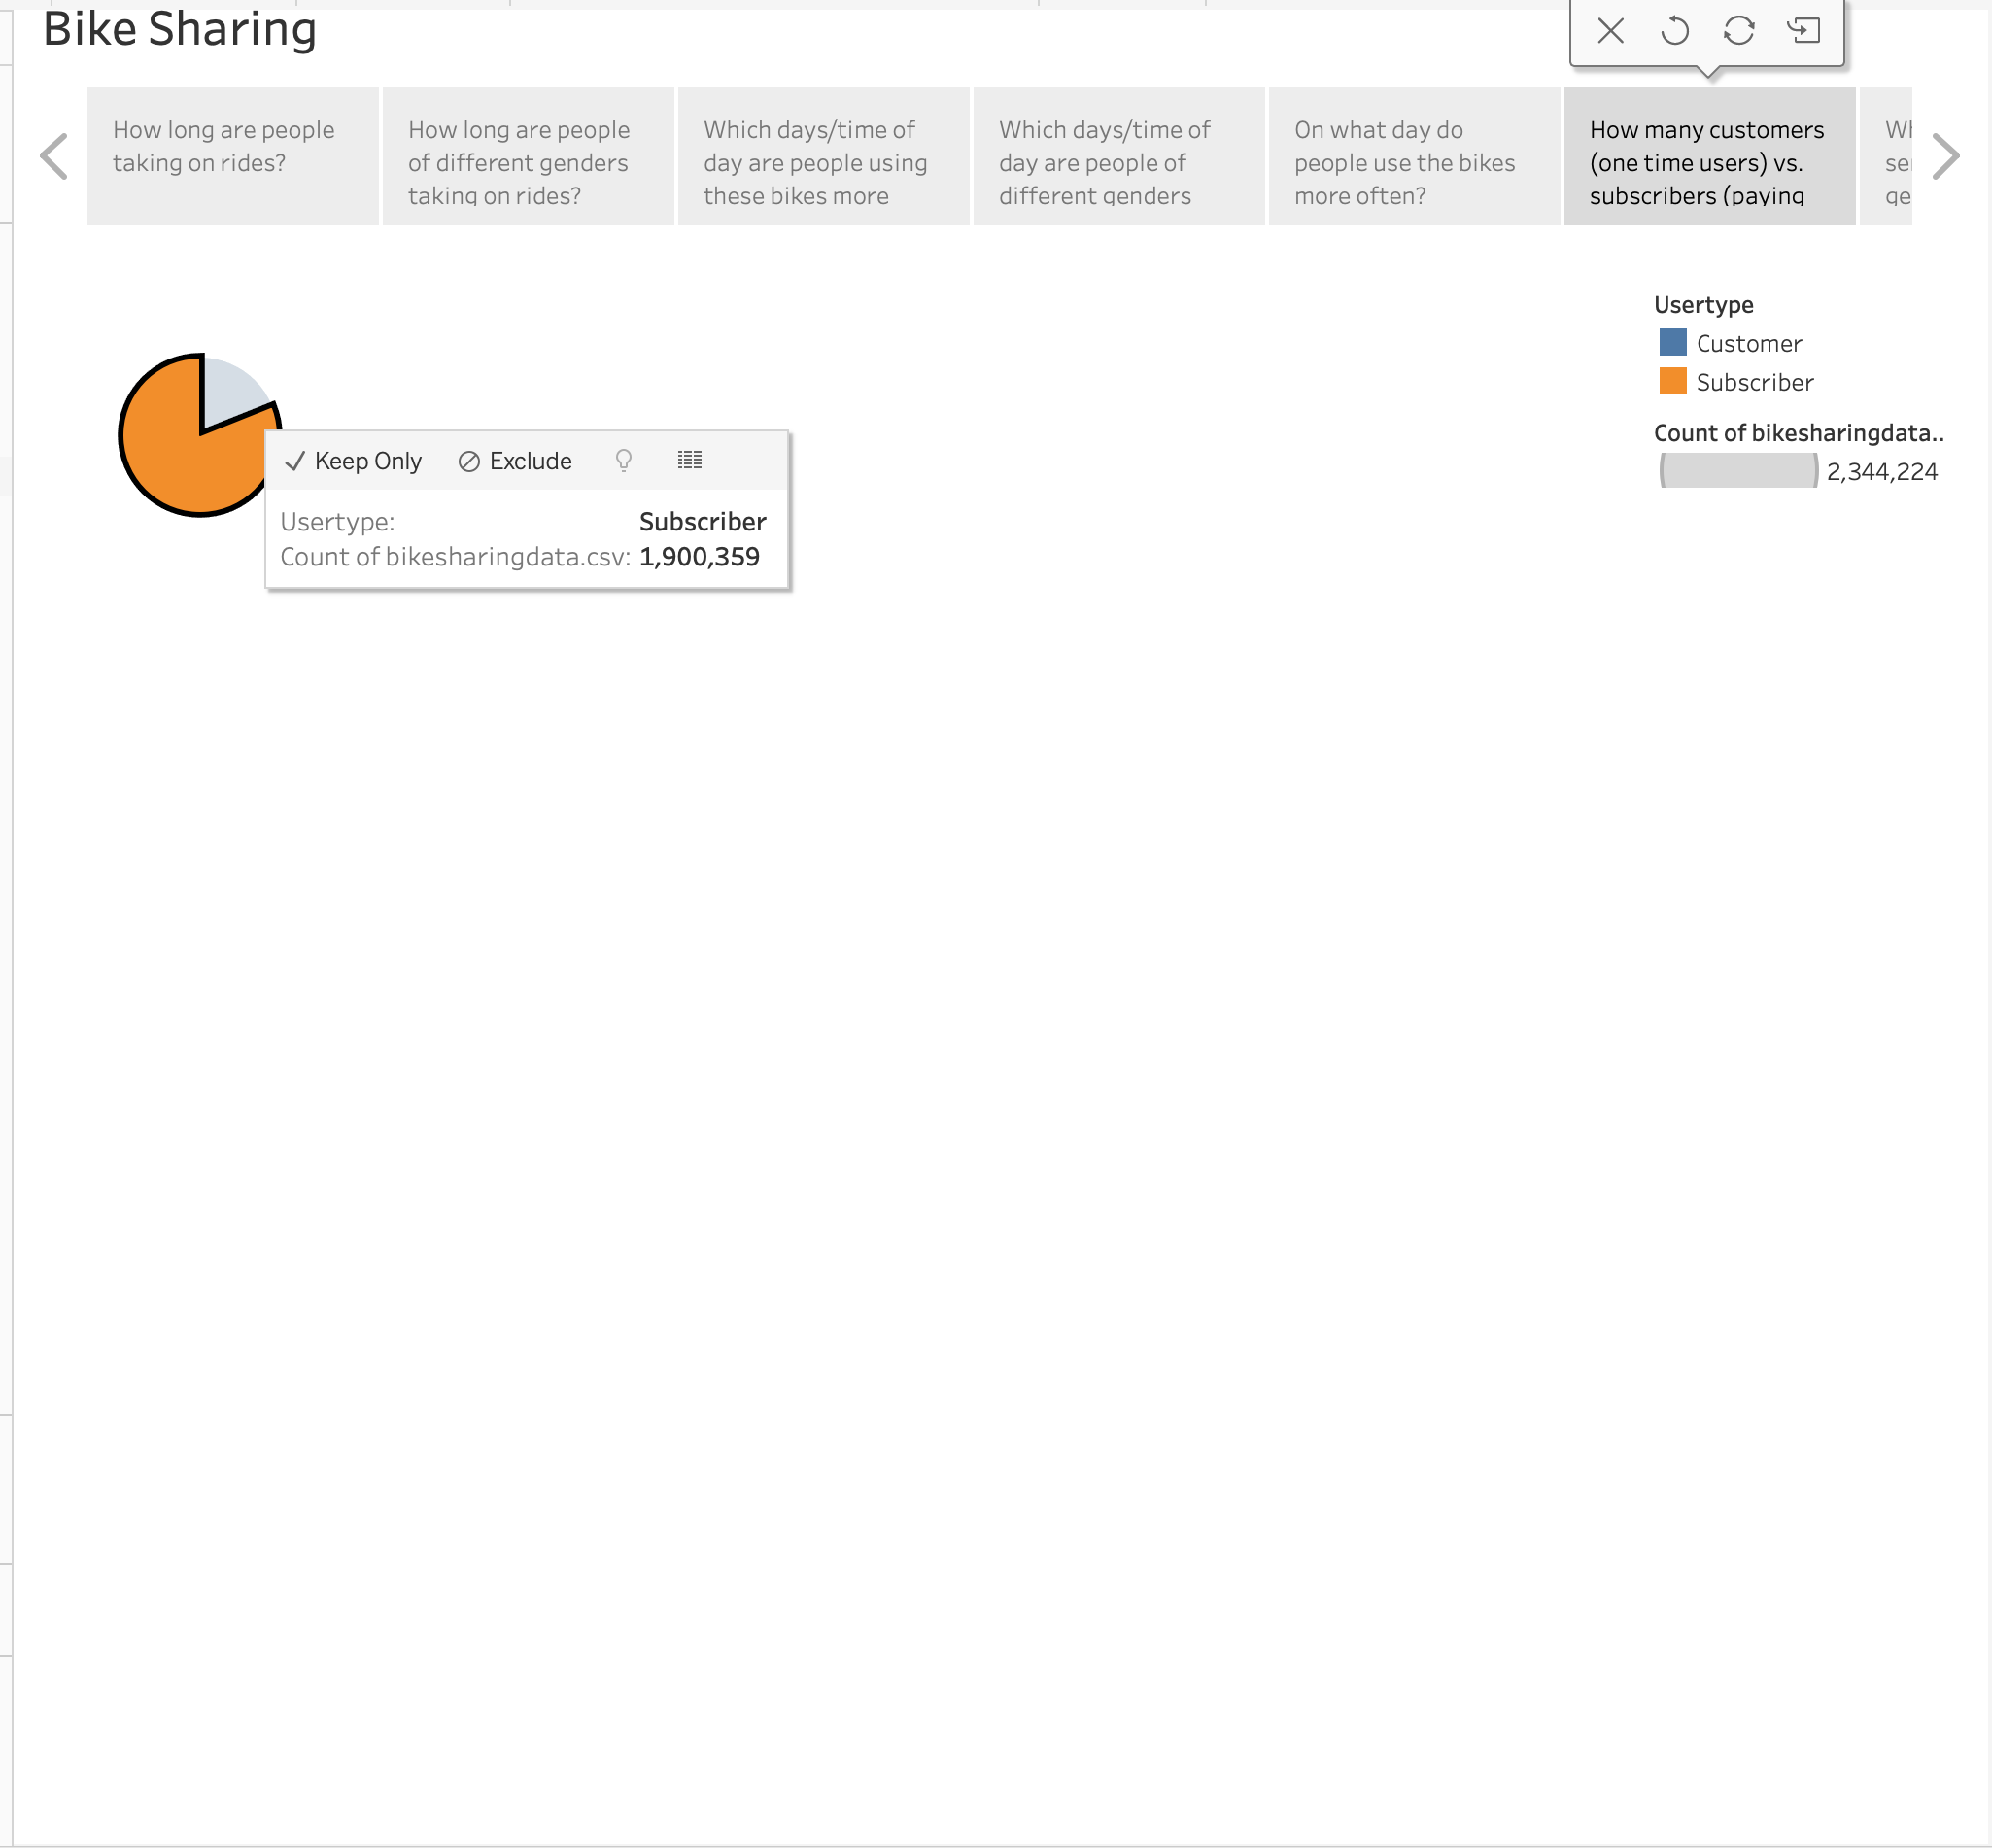 Bike Sharing
How long are people
taking on rides?
How long are people
of different genders
taking on rides?
Which days/time of
day are people using
these bikes more
Which days/time of
day are people of
different genders
On what day do
people use the bikes
more often?
How many customers
(one time users) vs.
subscribers (paying
Usertype
Customer
Subscriber
Count of bikesharingdata..
2,344,224
Keep Only
Exclude
Usertype: Subscriber
Count of bikesharingdata.csv: 1,900,359